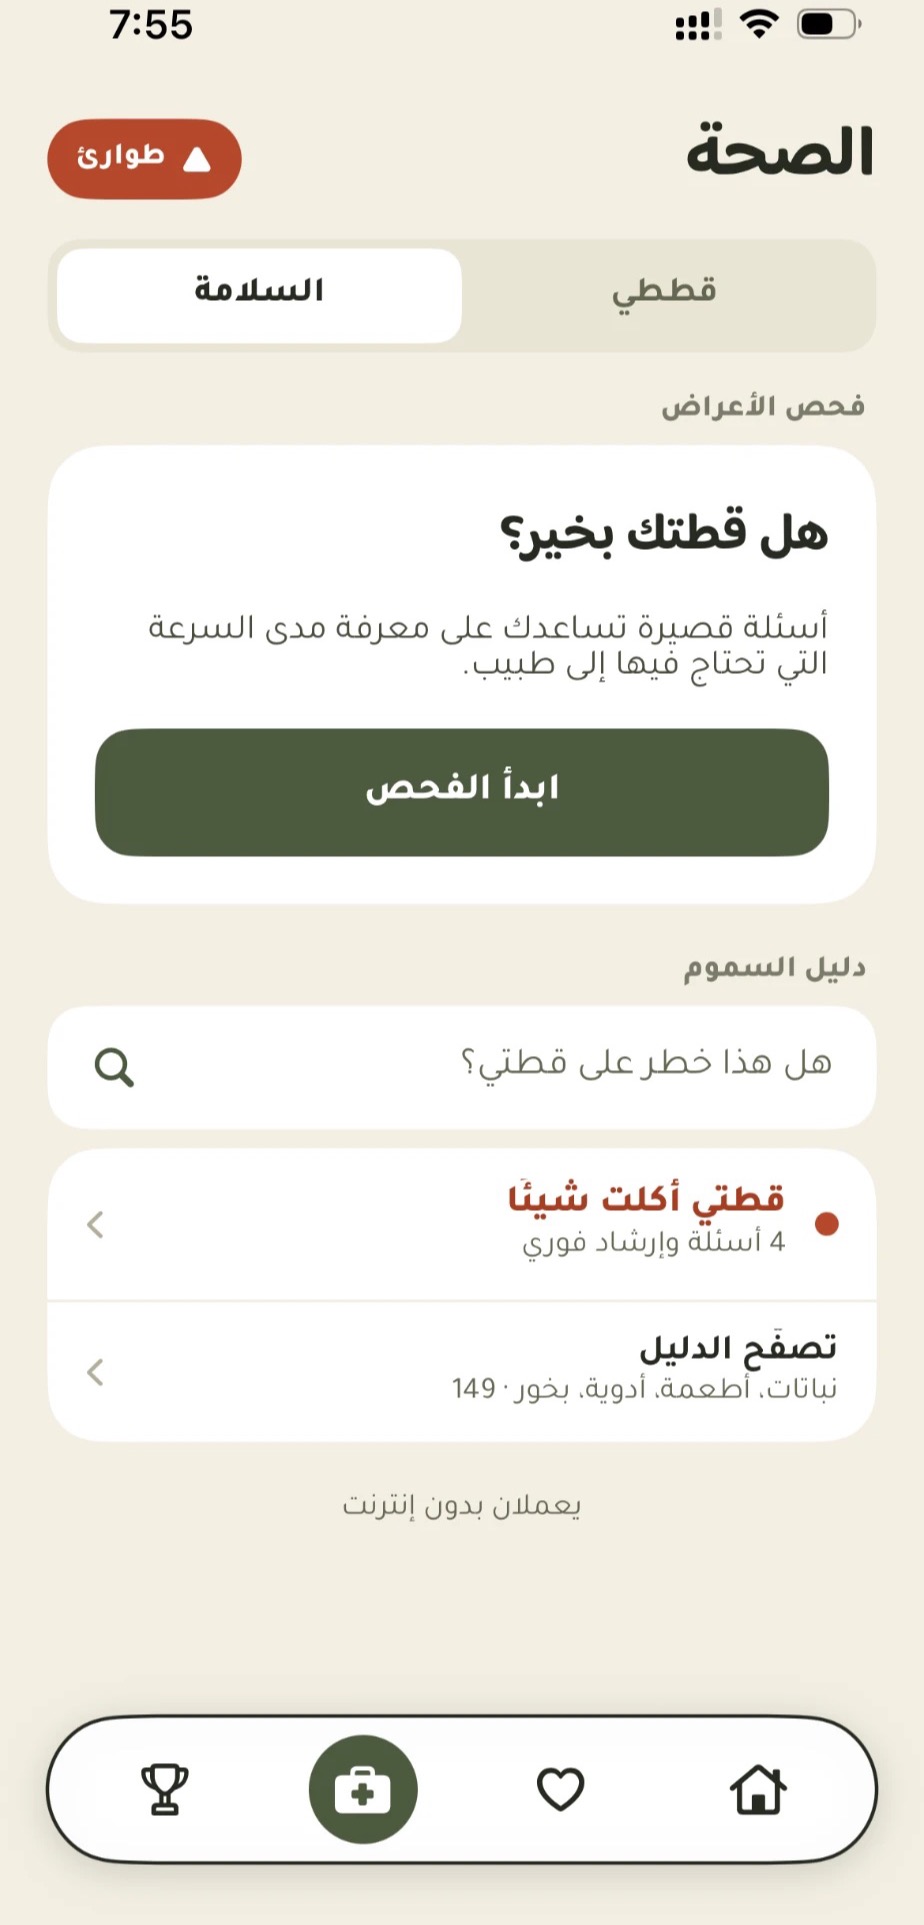 7:55
الصحة
طوارئ
قططي
السلامة
فحص الأعراض
هل قطتك بخير؟
أسئلة قصيرة تساعدك على معرفة مدى السرعة
التي تحتاج فيها إلى طبيب.
ابدأ الفحص
دليل السموم
هل هذا خطر على قطتي؟
قطتي أكلت شيئًا
4 أسئلة وإرشاد فوري
تصفّح الدليل
نباتات، أطعمة، أدوية، بخور · 149
يعملان بدون إنترنت